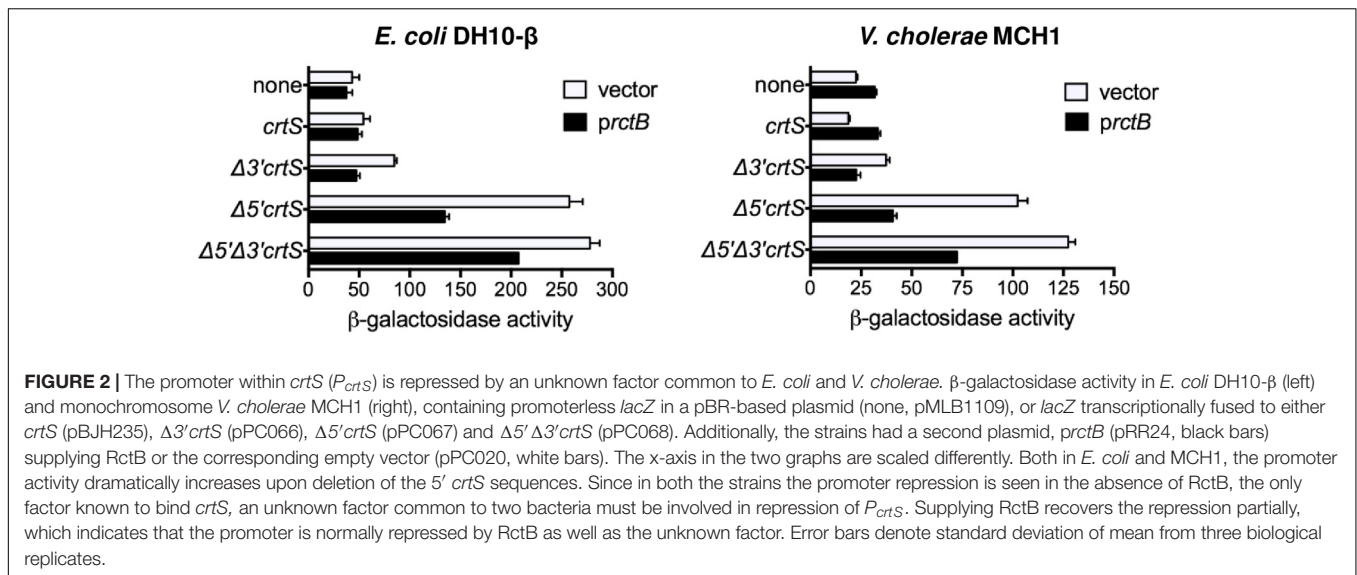 E. coli DH10-β
V. cholerae MCH1
none
crtS
Δ3'crtS
Δ5'crtS
Δ5'Δ3'crtS
vector
prctB
0 50 100 150 200 250 300
β-galactosidase activity
none
crtS
Δ3'crtS
Δ5'crtS
Δ5'Δ3'crtS
vector
prctB
0 25 50 75 100 125 150
β-galactosidase activity
FIGURE 2 | The promoter within crtS (PcrtS) is repressed by an unknown factor common to E. coli and V. cholerae. β-galactosidase activity in E. coli DH10-β (left)
and monochromosome V. cholerae MCH1 (right), containing promoterless lacZ in a pBR-based plasmid (none, pMLB1109), or lacZ transcriptionally fused to either
crtS (pBJH235), Δ3′crtS (pPC066), Δ5′crtS (pPC067) and Δ5′Δ3′crtS (pPC068). Additionally, the strains had a second plasmid, prctB (pRR24, black bars)
supplying RctB or the corresponding empty vector (pPC020, white bars). The x-axis in the two graphs are scaled differently. Both in E. coli and MCH1, the promoter
activity dramatically increases upon deletion of the 5′ crtS sequences. Since in both the strains the promoter repression is seen in the absence of RctB, the only
factor known to bind crtS, an unknown factor common to two bacteria must be involved in repression of PcrtS. Supplying RctB recovers the repression partially,
which indicates that the promoter is normally repressed by RctB as well as the unknown factor. Error bars denote standard deviation of mean from three biological
replicates.